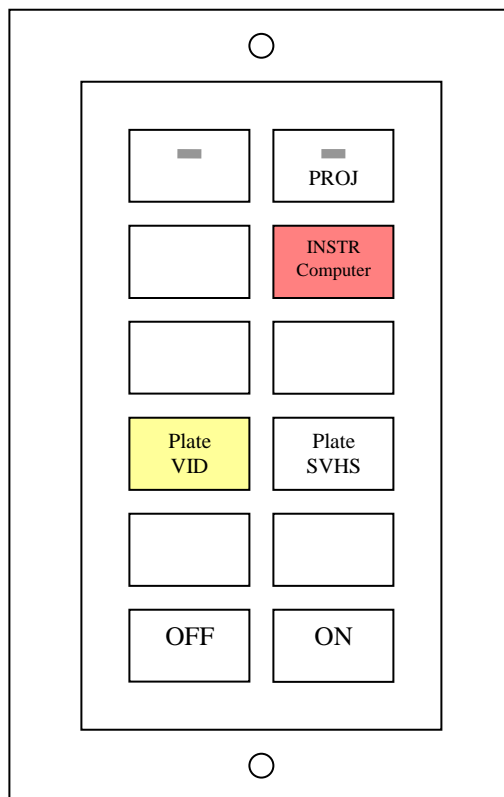 PROJ
INSTR
Computer
Plate
VID
Plate
SVHS
OFF
ON